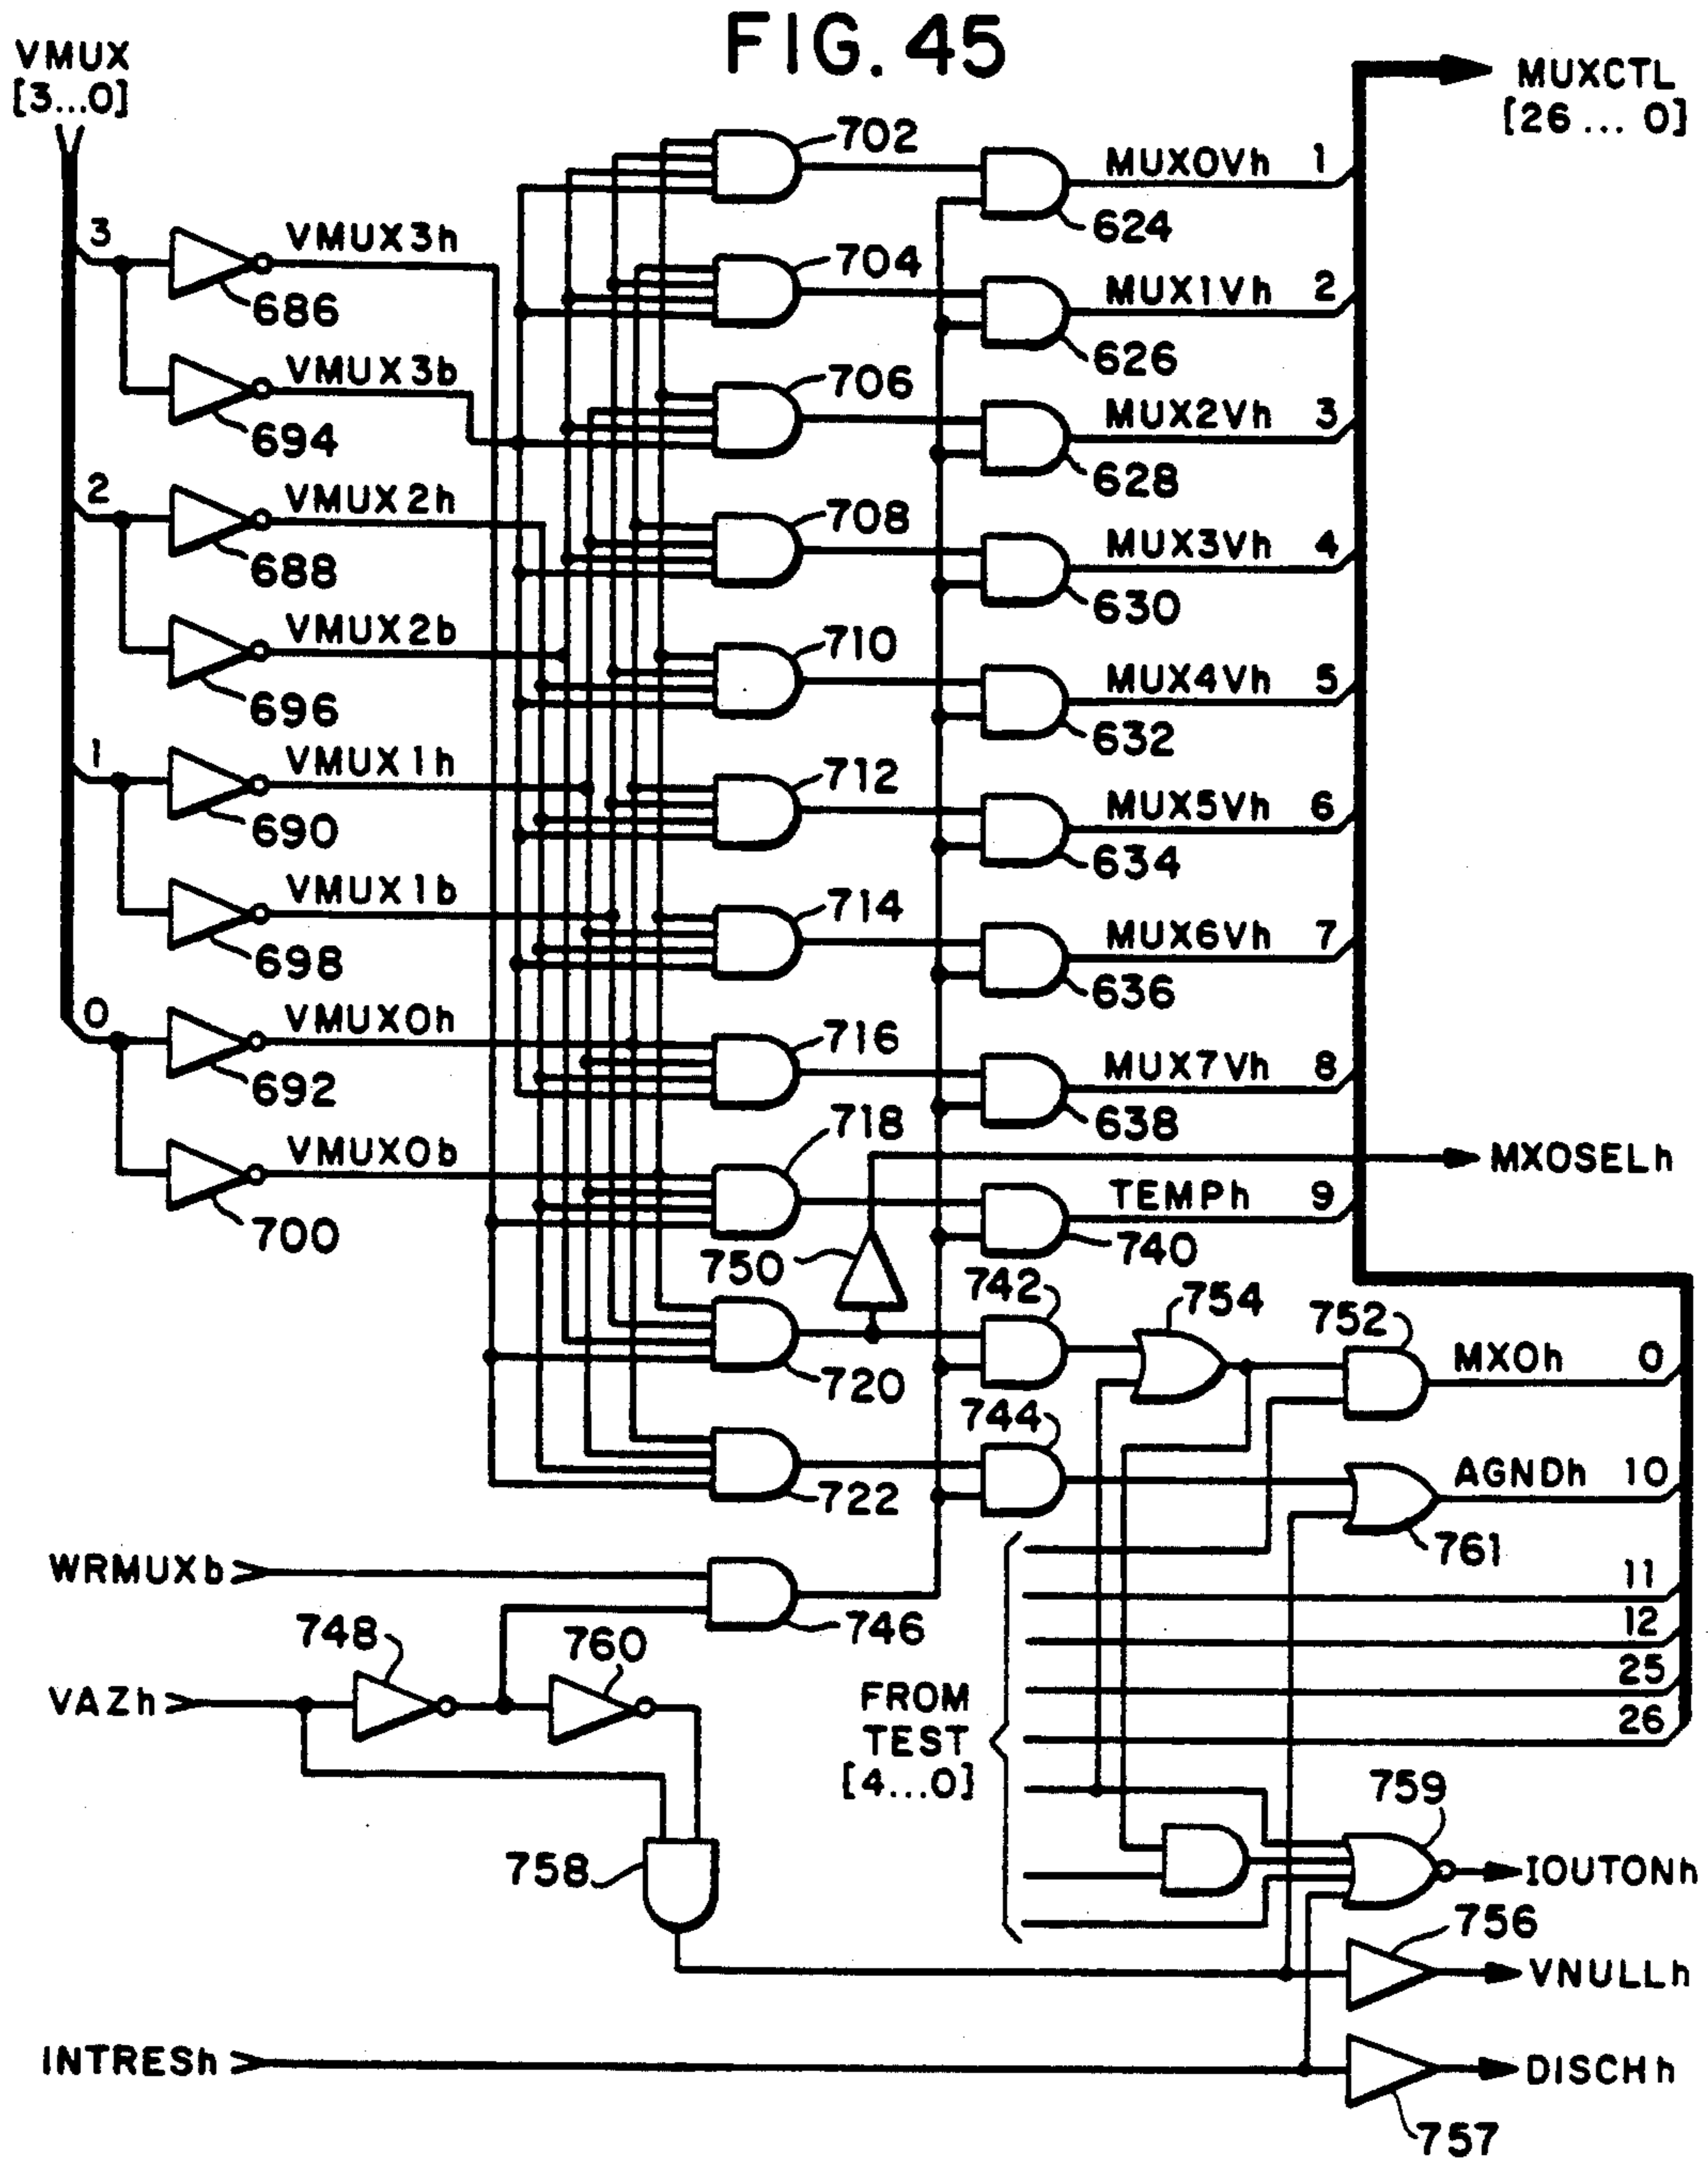 FIG. 45
VMUX
[3...0]
MUXCTL
[26 ... 0]
702
MUX0Vh 1
624
3
VMUX3h
686
704
MUX1Vh 2
626
VMUX3b
694
706
MUX2Vh 3
628
2
VMUX2h
688
708
MUX3Vh 4
630
VMUX2b
696
710
MUX4Vh 5
632
1
VMUX1h
690
712
MUX5Vh 6
634
VMUX1b
698
714
MUX6Vh 7
636
0
VMUX0h
692
716
MUX7Vh 8
638
VMUX0b
700
718
MXOSELh
TEMPh 9
740
750
742
754
752
MXOh 0
720
744
AGNDh 10
722
761
WRMUXb
746
11
12
25
26
748
760
VAZh
FROM
TEST
[4...0]
759
758
IOUTONh
756
VNULLh
INTRESh
DISCHh
757